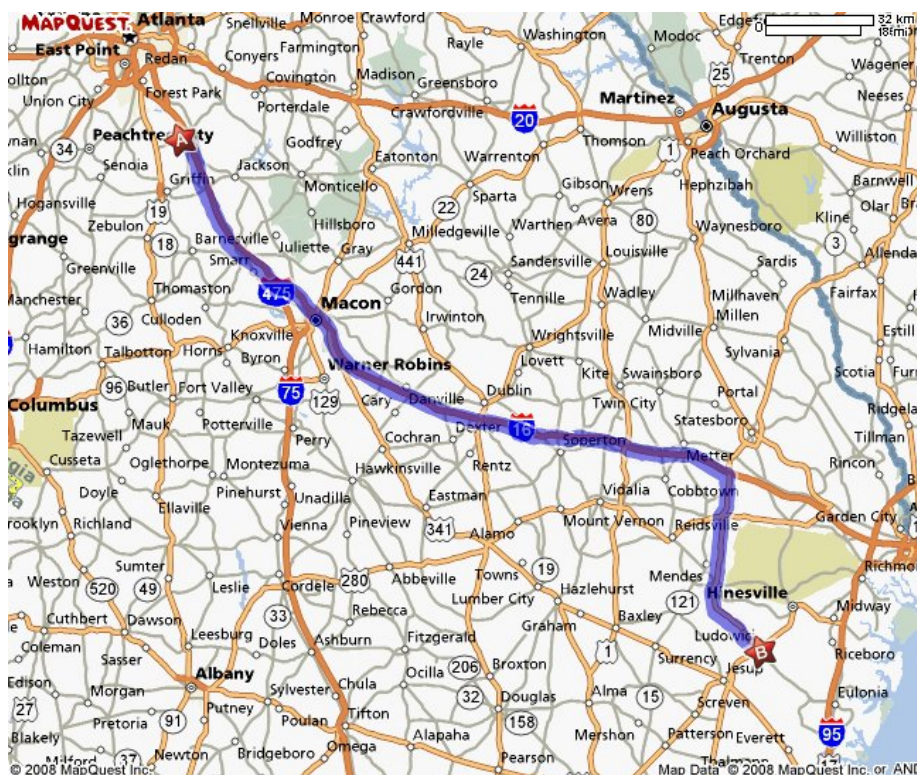 MAPQUEST
Atlanta
Snellville
Monroe
Crawford
Rayle
Washington
Modoc
Trenton
32 km
0
18 mi
East Point
Redan
Conyers
Farmington
Madison
Greensboro
25
Wagener
Union City
Forest Park
Covington
Porterdale
Crawfordville
20
Martinez
Augusta
Neeses
34
A
Godfrey
Thomson
1
Williston
Senoia
Jackson
Eatonton
Warrenton
Peach Orchard
Griffin
Monticello
Sparta
Gibson
Wrens
Hephzibah
Barnwell
Hogansville
19
Zebulon
Hillsboro
22
Warthen
Avera
80
Kline
Olar
grange
18
Barnesville
Juliette
Gray
Milledgeville
Waynesboro
3
Greenville
Smarr
441
24
Sandersville
Louisville
Sardis
Allenda
Manchester
Thomaston
475
Macon
Gordon
Tennille
Wadley
Millhaven
Fairfax
36
Culloden
Irwinton
Wrightsville
Midville
Millen
Estill
Hamilton
Talbotton
Horns
Knoxville
Byron
Warner Robins
Lovett
Kite
Swainsboro
Sylvania
Scotia
Furr
96
Butler
Fort Valley
75
129
Cary
Danville
Dublin
Twin City
Portal
Columbus
Mauk
Potterville
Dexter
16
Soperton
Statesboro
Ridgela
Tazewell
Perry
Cochran
Metter
Tillman
Cusseta
Oglethorpe
Montezuma
Hawkinsville
Rentz
Cobbtown
Rincon
Doyle
Pinehurst
Unadilla
Eastman
Vidalia
Ellaville
Richland
Vienna
Pineview
341
Alamo
Mount Vernon
Reidsville
Garden City
Weston
Sumter
Leslie
Cordele
280
Abbeville
Towns
19
Mendes
Richmo
520
49
33
Rebecca
Lumber City
Hazlehurst
121
Hinesville
Midway
Cuthbert
Dawson
Leesburg
Doles
Ashburn
Fitzgerald
Graham
Baxley
Ludowici
Coleman
Sasser
206
Broxton
1
Surrency
B
Riceboro
Edison
Albany
Sylvester
Chula
Ocilla
Jesup
27
Morgan
Putney
Poulan
Tifton
32
Douglas
Alma
15
Screven
Eulonia
Pretoria
91
158
Blakely
Newton
Bridgeboro
Omega
Alapaha
Mershon
Patterson
Everett
95
Milford
37
Pearson
Thalmann
17
© 2008 MapQuest Inc.
Map Data © 2008 MapQuest Inc. or AND